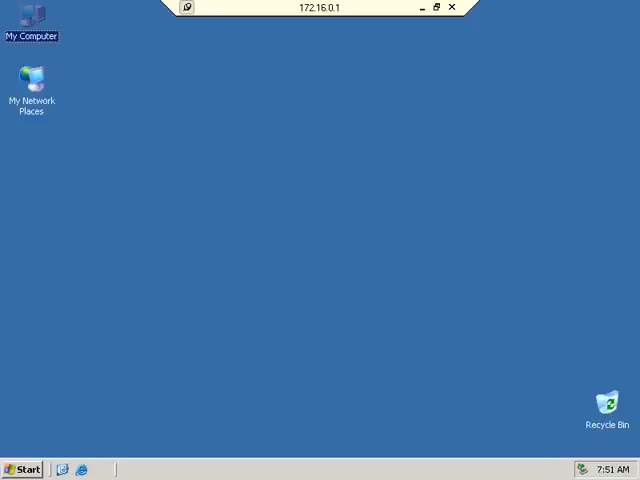 172.16.0.1
My Computer
My Network
Places
Recycle Bin
Start
7:51 AM